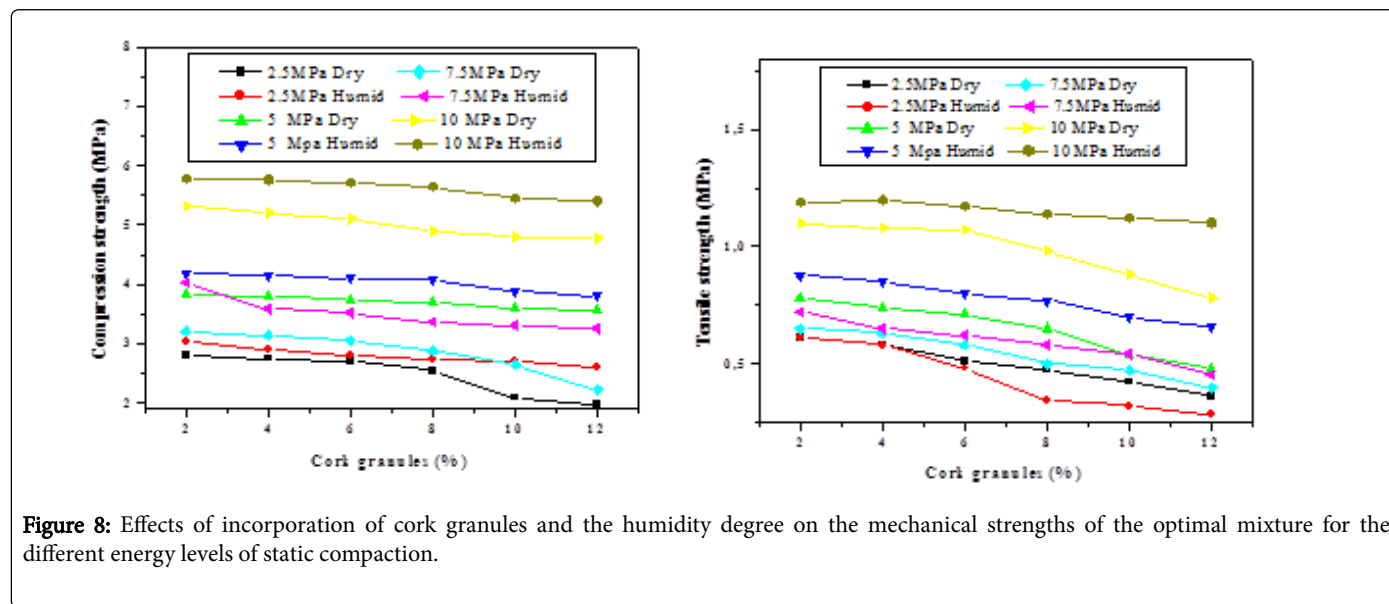 8
7
6
5
4
3
2
Compression strength (MPa)
2.5MPa Dry
7.5MPa Dry
2.5MPa Humid
7.5MPa Humid
5 MPa Dry
10 MPa Dry
5 Mpa Humid
10 MPa Humid
2 4 6 8 10 12
Cork granules (%)
1,5
1,0
0,5
Tensile strength (MPa)
2.5MPa Dry
7.5MPa Dry
2.5MPa Humid
7.5MPa Humid
5 MPa Dry
10 MPa Dry
5 Mpa Humid
10 MPa Humid
2 4 6 8 10 12
Cork granules (%)
Figure 8: Effects of incorporation of cork granules and the humidity degree on the mechanical strengths of the optimal mixture for the
different energy levels of static compaction.